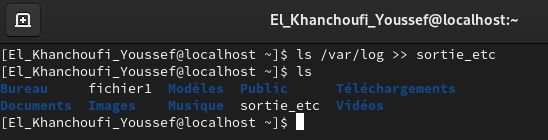 El_Khanchoufi_Youssef@localhost:~
[El_Khanchoufi_Youssef@localhost ~]$ ls /var/log >> sortie_etc
[El_Khanchoufi_Youssef@localhost ~]$ ls
Bureau fichier1 Modèles Public Téléchargements
Documents Images Musique sortie_etc Vidéos
[El_Khanchoufi_Youssef@localhost ~]$